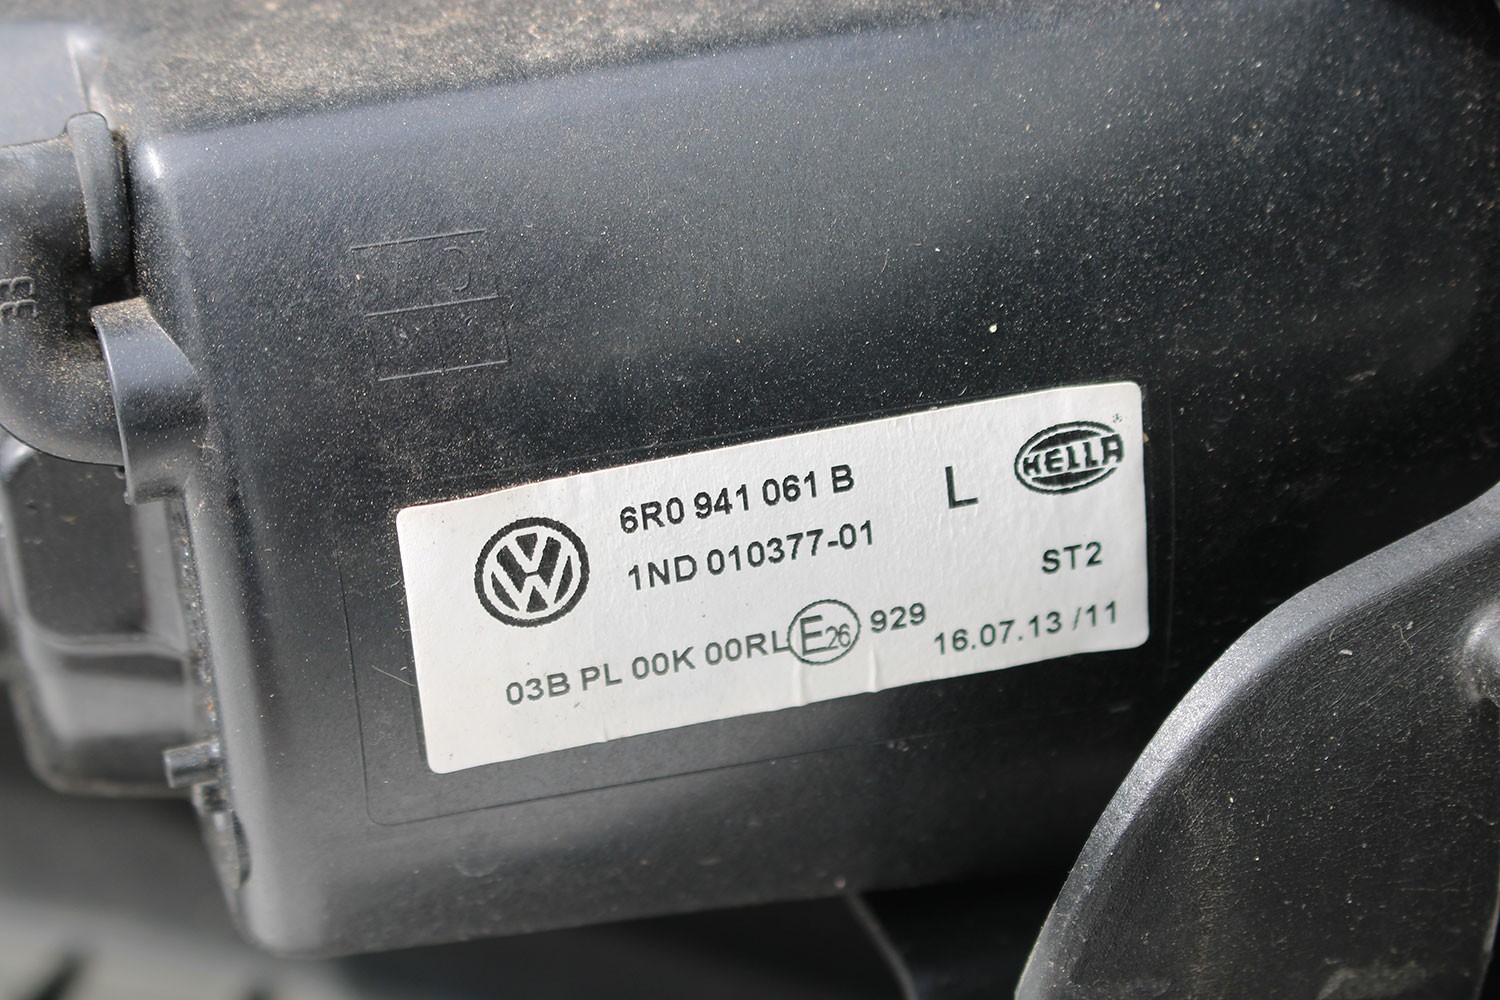 6R0 941 061 B
L
HELLA
1ND 010377-01
ST2
03B PL 00K 00RL E26 929
16.07.13 /11